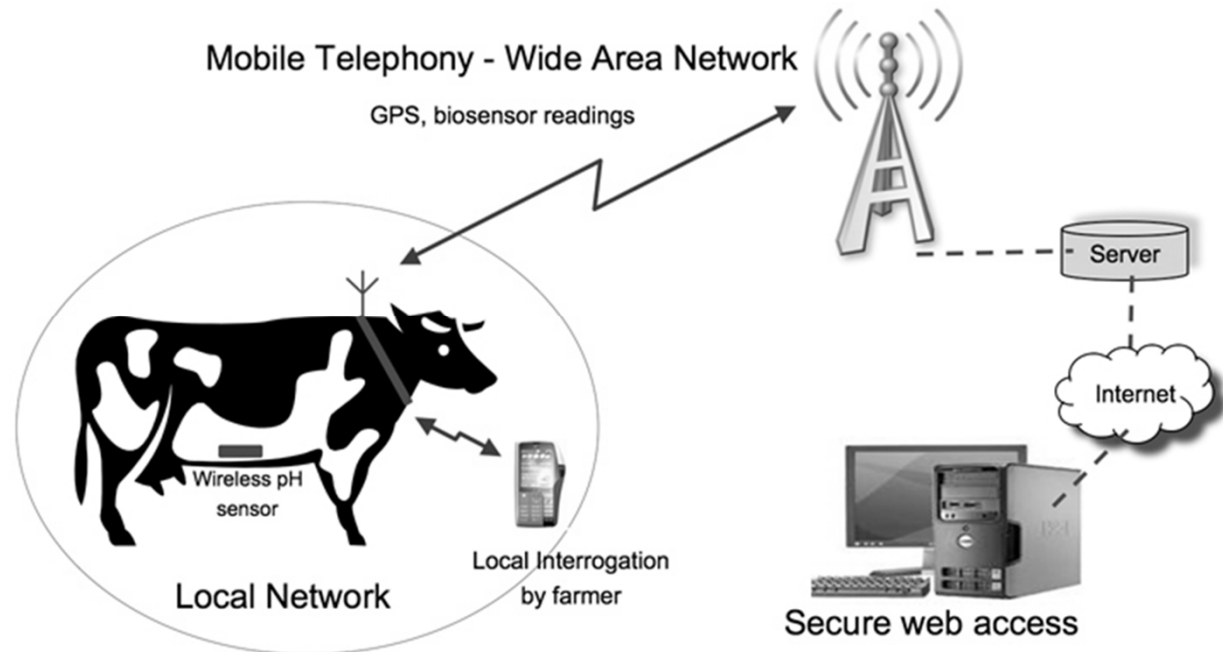 Mobile Telephony - Wide Area Network
GPS, biosensor readings
Server
Internet
Wireless pH
sensor
Local Interrogation
by farmer
Local Network
Secure web access